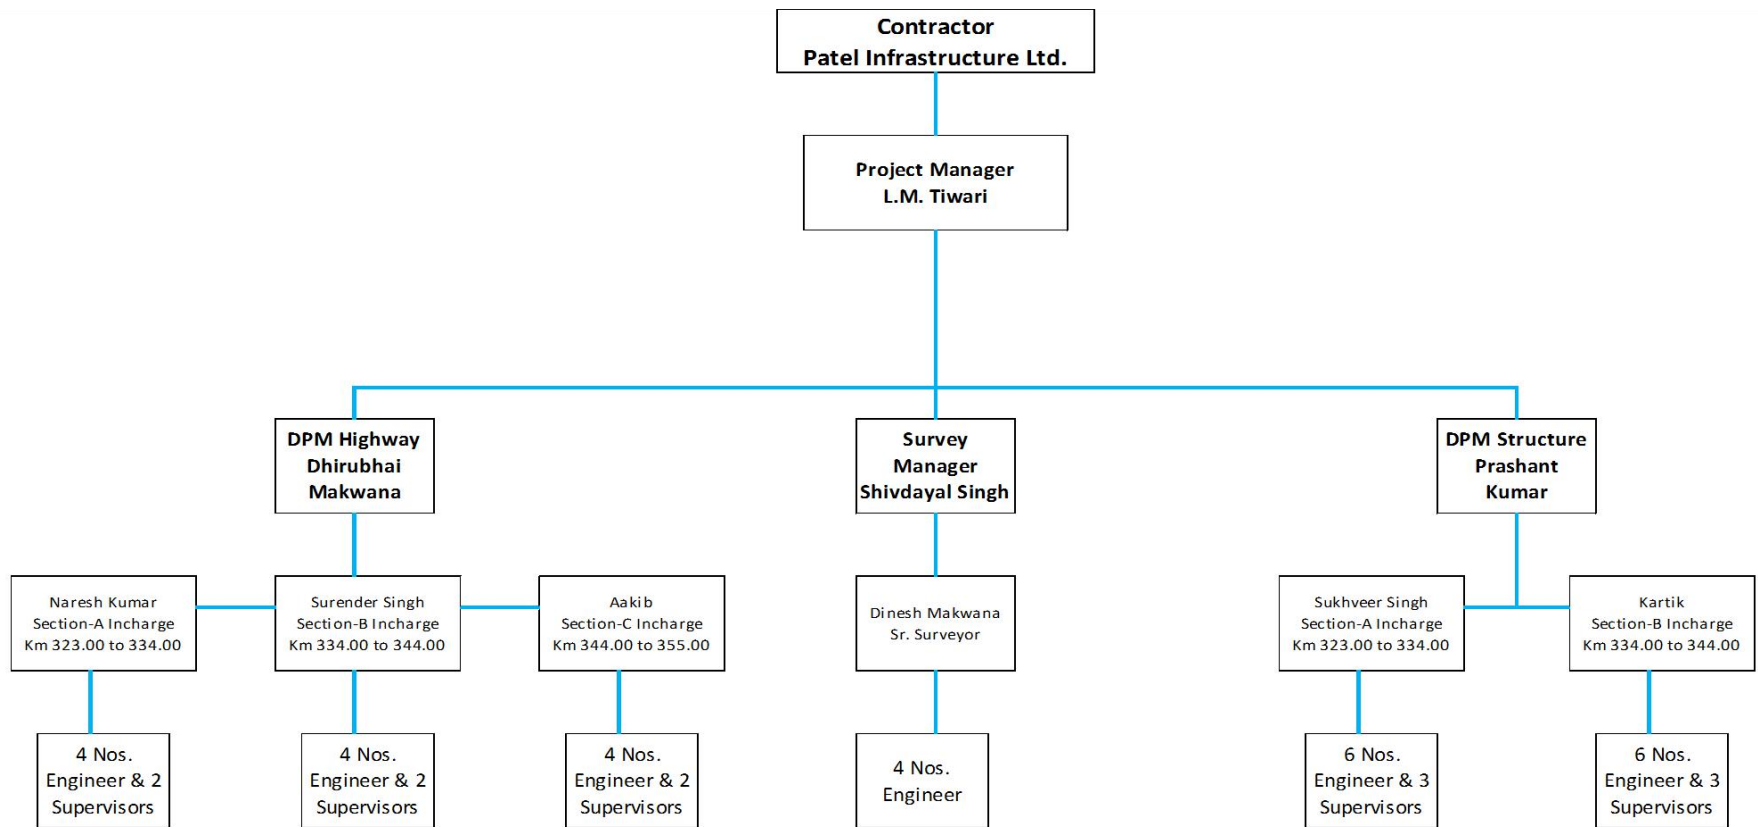 Contractor
Patel Infrastructure Ltd.
Project Manager
L.M. Tiwari
DPM Highway
Dhirubhai
Makwana
Survey
Manager
Shivdayal Singh
DPM Structure
Prashant
Kumar
Naresh Kumar
Section-A Incharge
Km 323.00 to 334.00
Surender Singh
Section-B Incharge
Km 334.00 to 344.00
Aakib
Section-C Incharge
Km 344.00 to 355.00
Dinesh Makwana
Sr. Surveyor
Sukhveer Singh
Section-A Incharge
Km 323.00 to 334.00
Kartik
Section-B Incharge
Km 334.00 to 344.00
4 Nos.
Engineer & 2
Supervisors
4 Nos.
Engineer & 2
Supervisors
4 Nos.
Engineer & 2
Supervisors
4 Nos.
Engineer
6 Nos.
Engineer & 3
Supervisors
6 Nos.
Engineer & 3
Supervisors